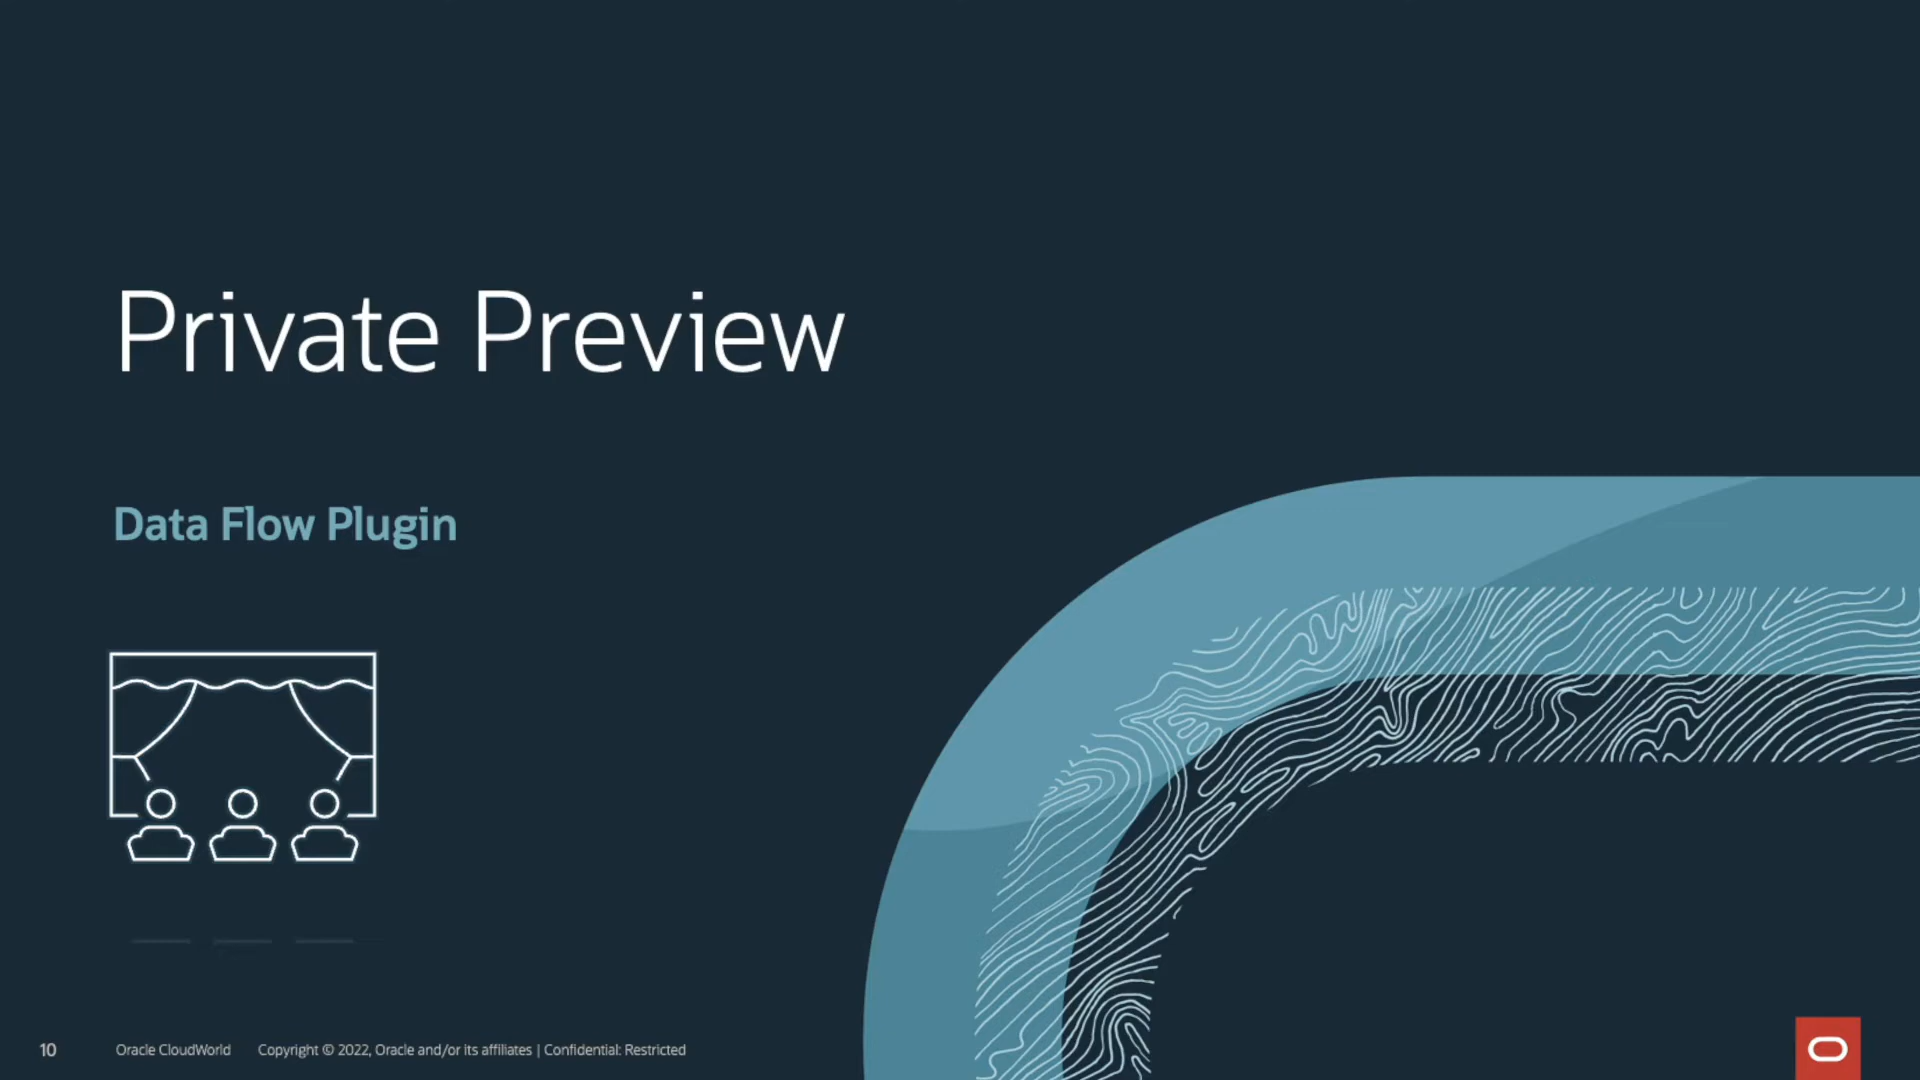 Private Preview
Data Flow Plugin
10 Oracle CloudWorld Copyright © 2022, Oracle and/or its affiliates | Confidential: Restricted